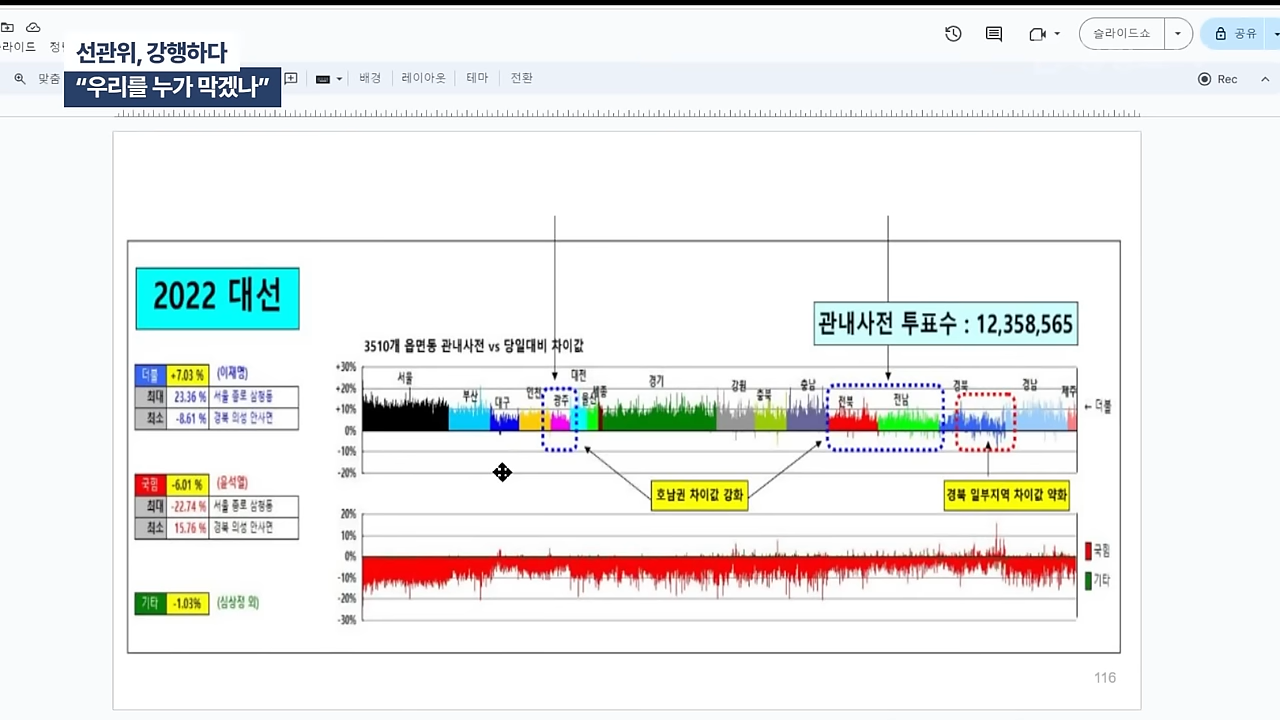 선관위, 강행하다
“우리를 누가 막겠나”
슬라이드쇼
공유
맞춤
배경
레이아웃
테마
전환
Rec
2022 대선
관내사전 투표수 : 12,358,565
3510개 읍면동 관내사전 vs 당일대비 차이값
더불 +7.03 % (이재명)
최대 23.36 % 서울 종로 삼청동
최소 -8.61 % 경북 의성 안사면
국힘 -6.01 % (윤석열)
최대 -22.74 % 서울 종로 삼청동
최소 15.76 % 경북 의성 안사면
기타 -1.03% (심상정 외)
+30%
+20%
+10%
0%
-10%
-20%
서울
부산
대구
인천
광주
대전
울산
세종
경기
강원
충북
충남
전북
전남
경북
경남
제주
← 더불
호남권 차이값 강화
경북 일부지역 차이값 약화
20%
10%
0%
-10%
-20%
-30%
국힘
기타
116